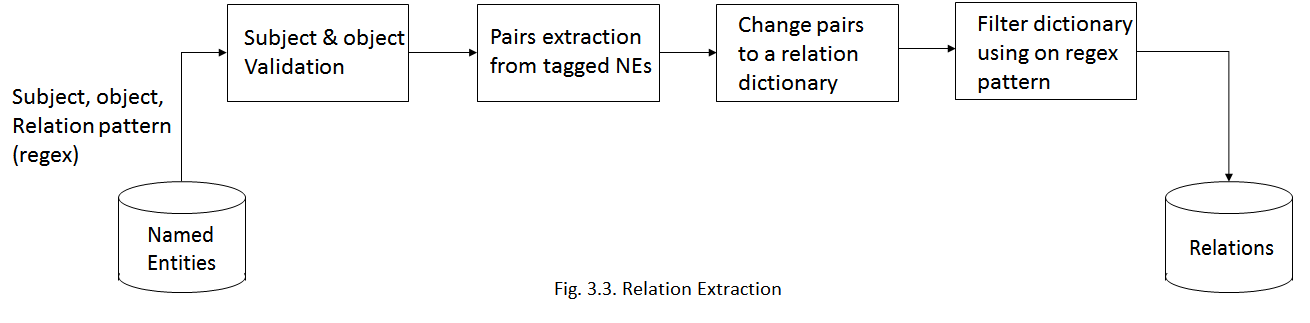 Subject & object
Validation
Pairs extraction
from tagged NEs
Change pairs
to a relation
dictionary
Filter dictionary
using on regex
pattern
Subject, object,
Relation pattern
(regex)
Named
Entities
Relations
Fig. 3.3. Relation Extraction